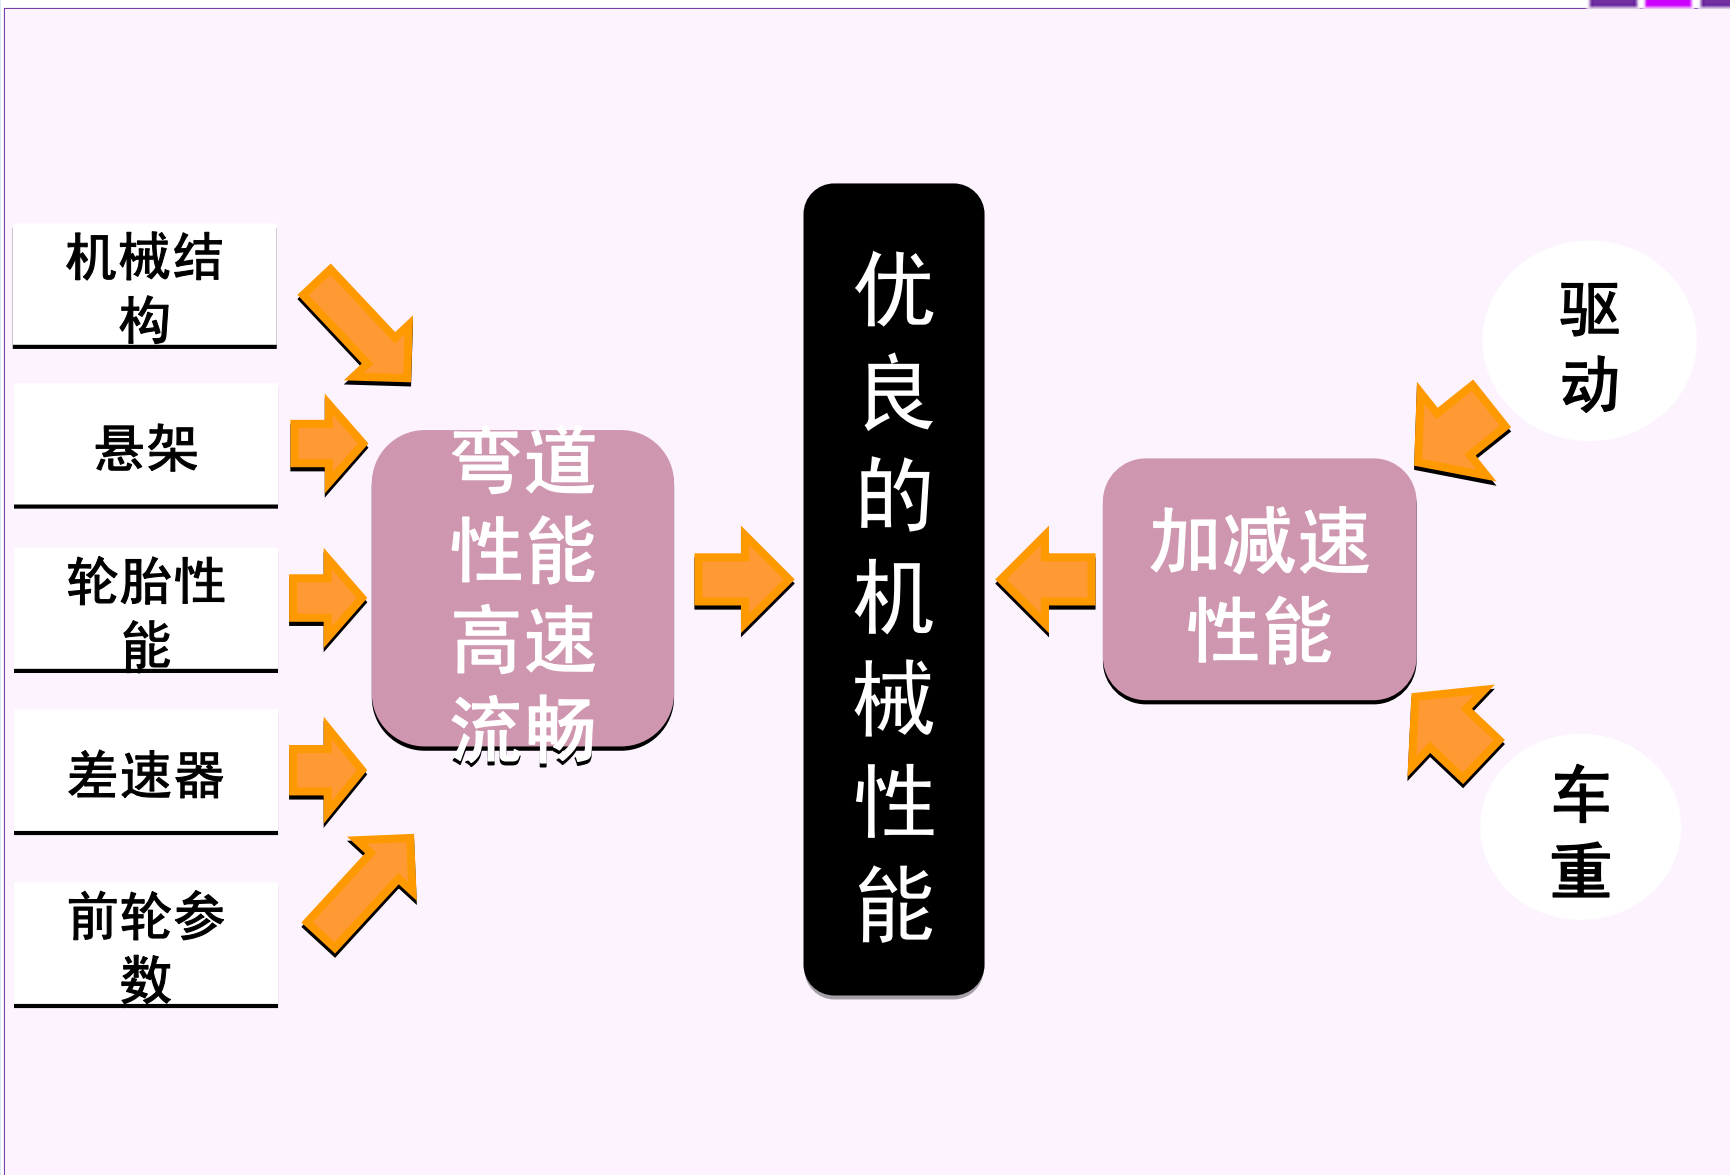 机械结
构
悬架
轮胎性
能
差速器
前轮参
数
弯道
性能
高速
流畅
优
良
的
机
械
性
能
加减速
性能
驱
动
车
重